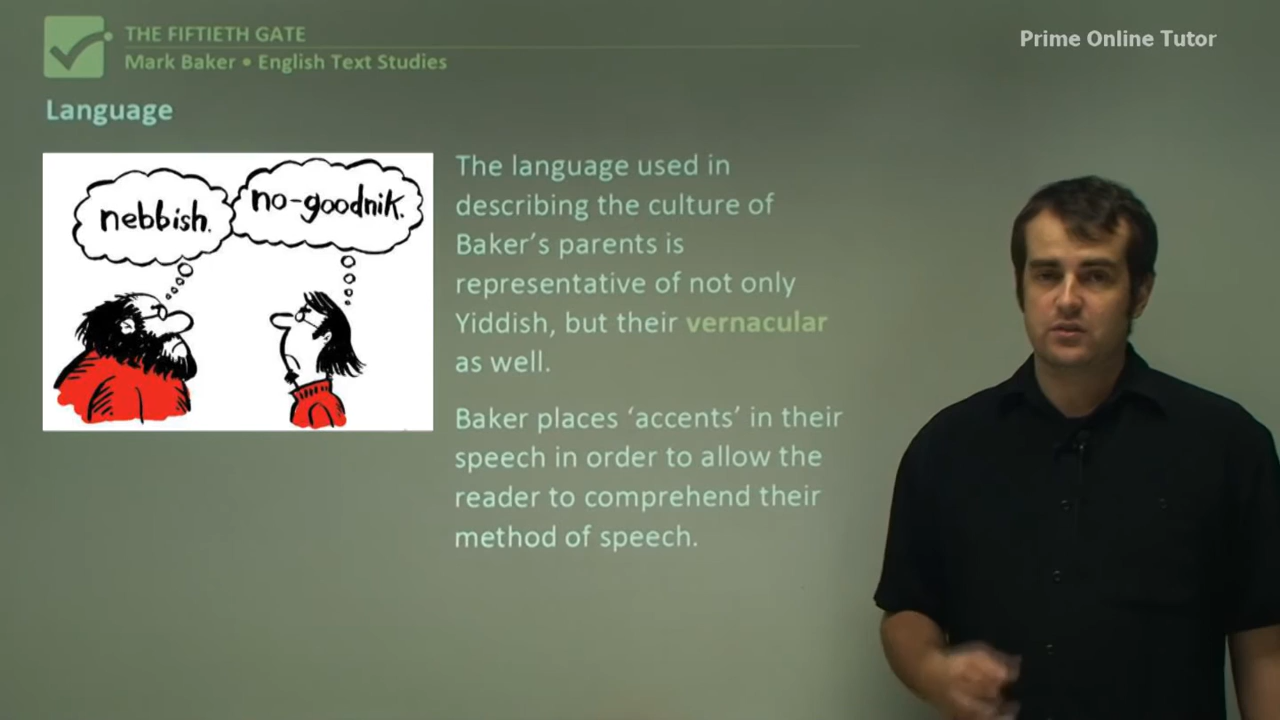 THE FIFTIETH GATE
Mark Baker • English Text Studies
Prime Online Tutor
Language
nebbish.
no-goodnik.
The language used in
describing the culture of
Baker's parents is
representative of not only
Yiddish, but their vernacular
as well.
Baker places ‘accents’ in their
speech in order to allow the
reader to comprehend their
method of speech.